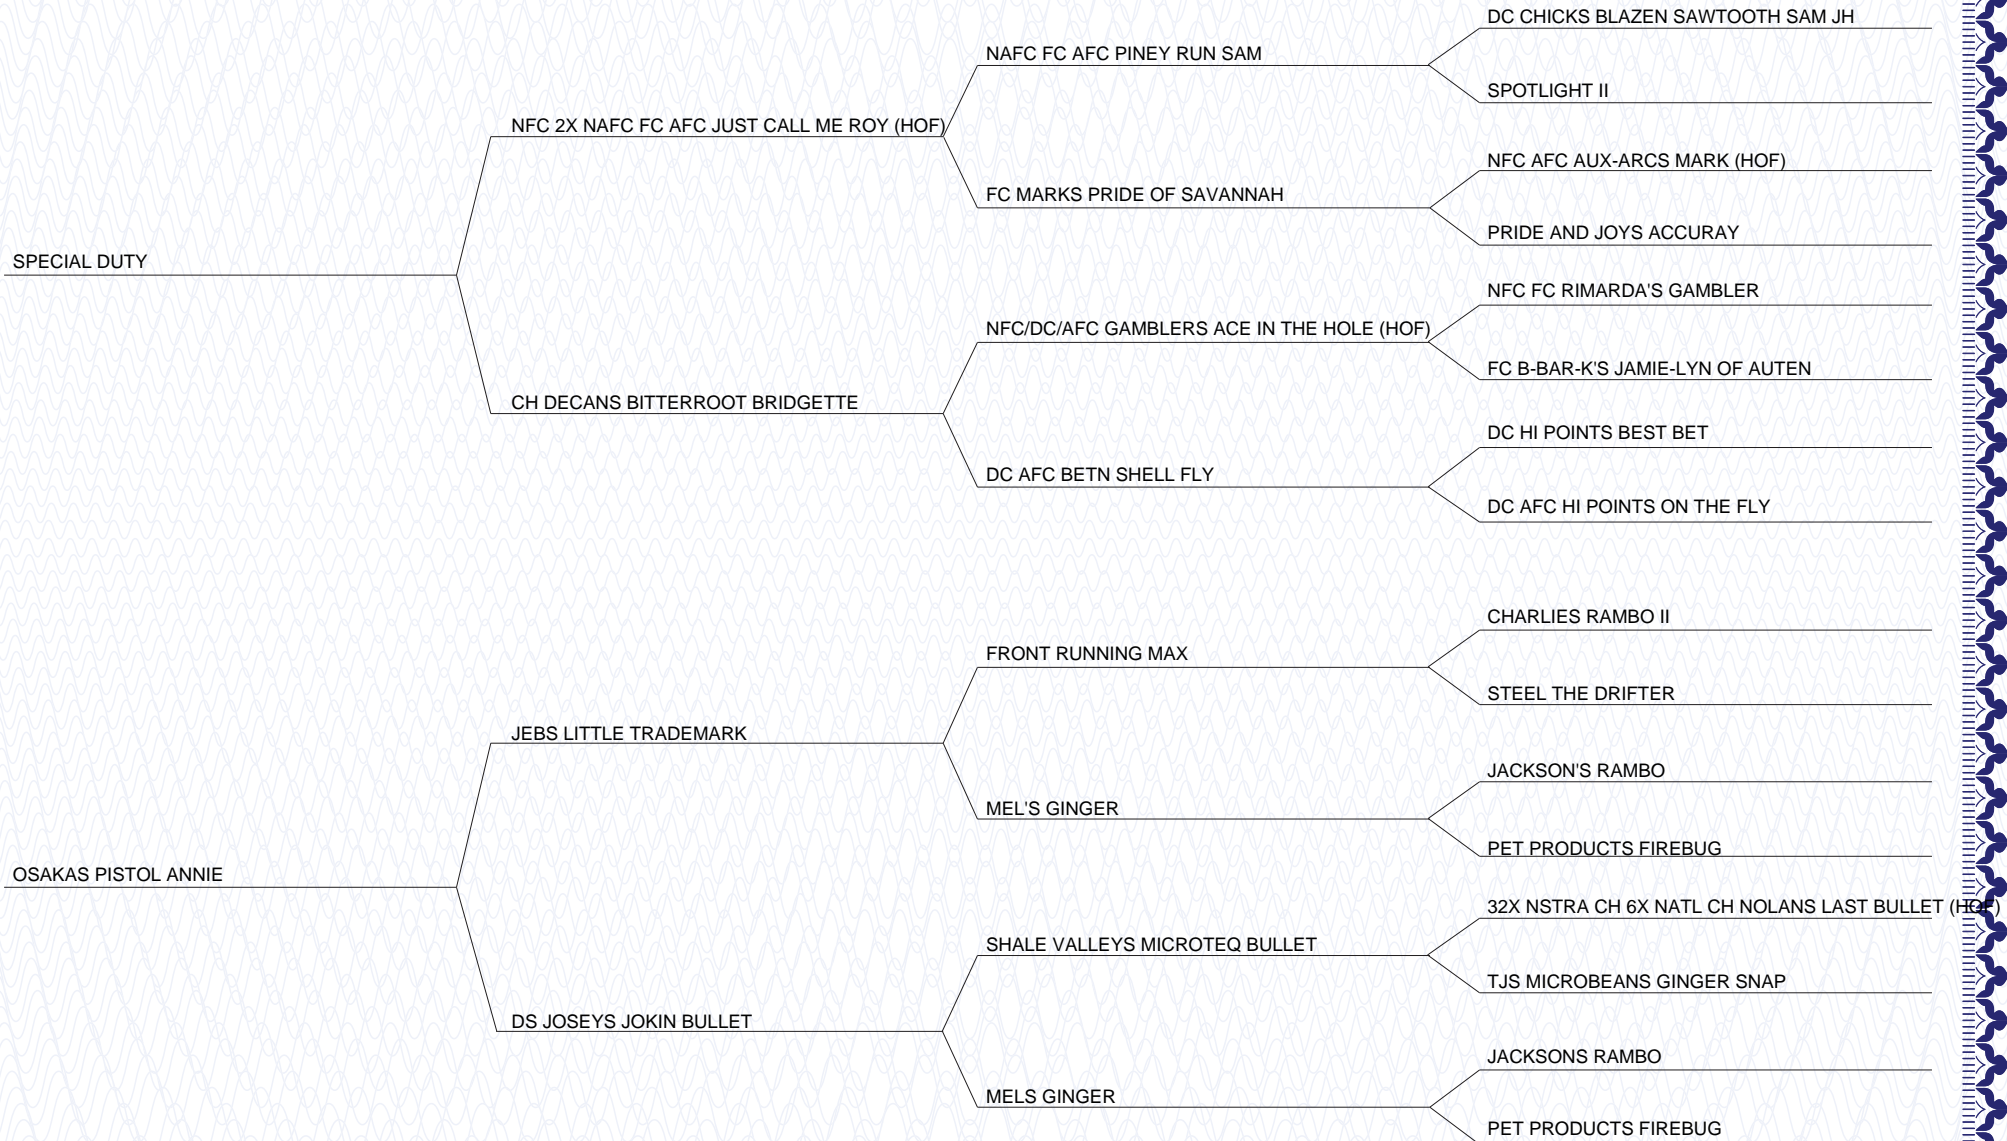 DC CHICKS BLAZEN SAWTOOTH SAM JH
NAFC FC AFC PINEY RUN SAM
SPOTLIGHT II
NFC 2X NAFC FC AFC JUST CALL ME ROY (HOF)
NFC AFC AUX-ARCS MARK (HOF)
FC MARKS PRIDE OF SAVANNAH
PRIDE AND JOYS ACCURAY
SPECIAL DUTY
NFC FC RIMARDA'S GAMBLER
NFC/DC/AFC GAMBLERS ACE IN THE HOLE (HOF)
FC B-BAR-K'S JAMIE-LYN OF AUTEN
CH DECANS BITTERROOT BRIDGETTE
DC HI POINTS BEST BET
DC AFC BETN SHELL FLY
DC AFC HI POINTS ON THE FLY
CHARLIES RAMBO II
FRONT RUNNING MAX
STEEL THE DRIFTER
JEBS LITTLE TRADEMARK
JACKSON'S RAMBO
MEL'S GINGER
PET PRODUCTS FIREBUG
OSAKAS PISTOL ANNIE
32X NSTRA CH 6X NATL CH NOLANS LAST BULLET (HOF)
SHALE VALLEYS MICROTEQ BULLET
TJS MICROBEANS GINGER SNAP
DS JOSEYS JOKIN BULLET
JACKSONS RAMBO
MELS GINGER
PET PRODUCTS FIREBUG